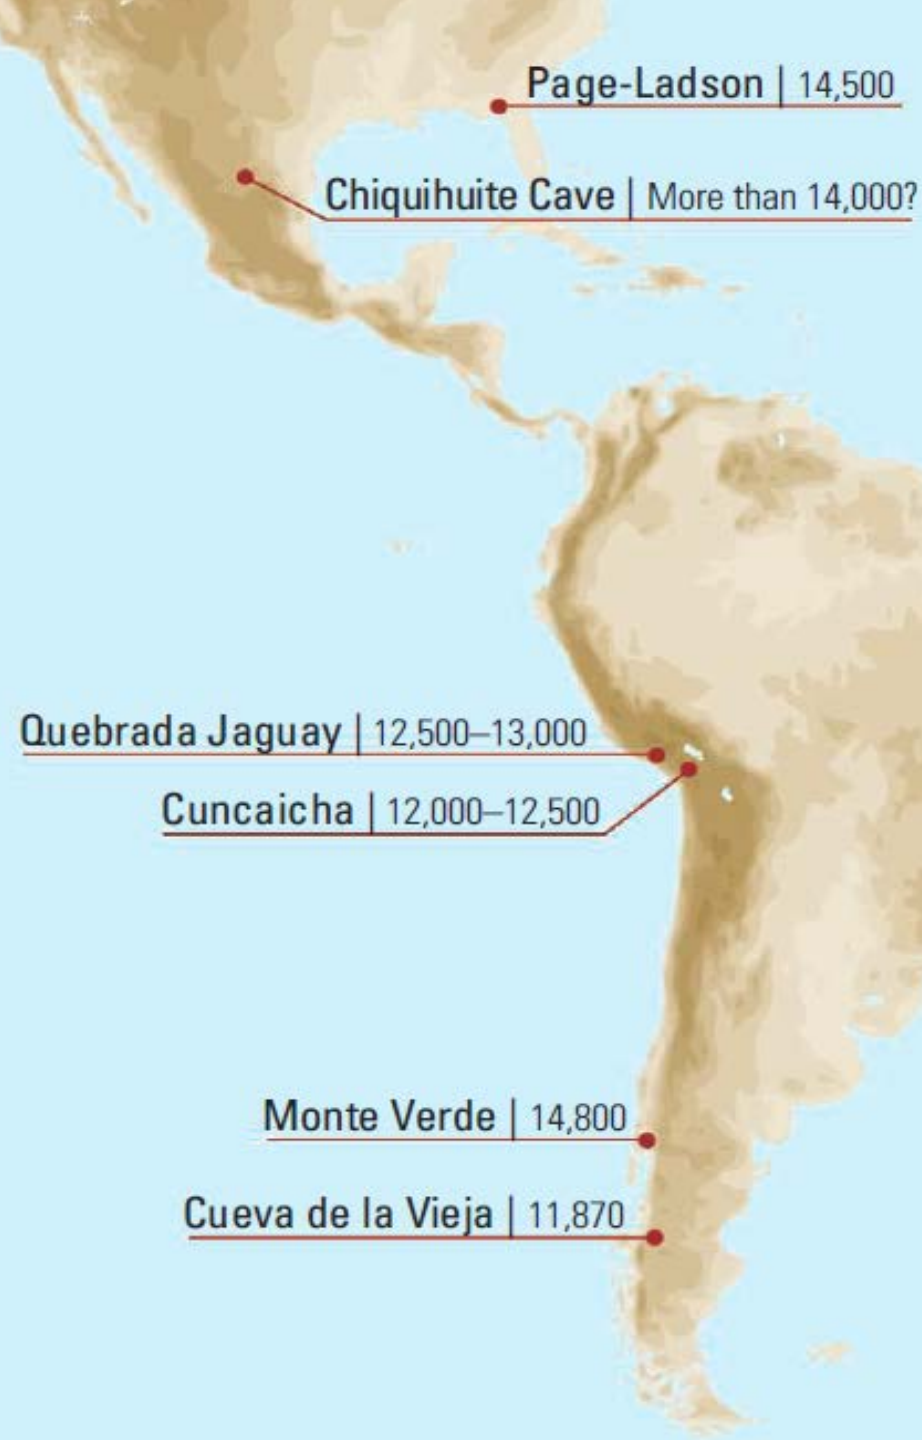 Page-Ladson | 14,500
Chiquihuite Cave | More than 14,000?
Quebrada Jaguay | 12,500–13,000
Cuncaicha | 12,000–12,500
Monte Verde | 14,800
Cueva de la Vieja | 11,870